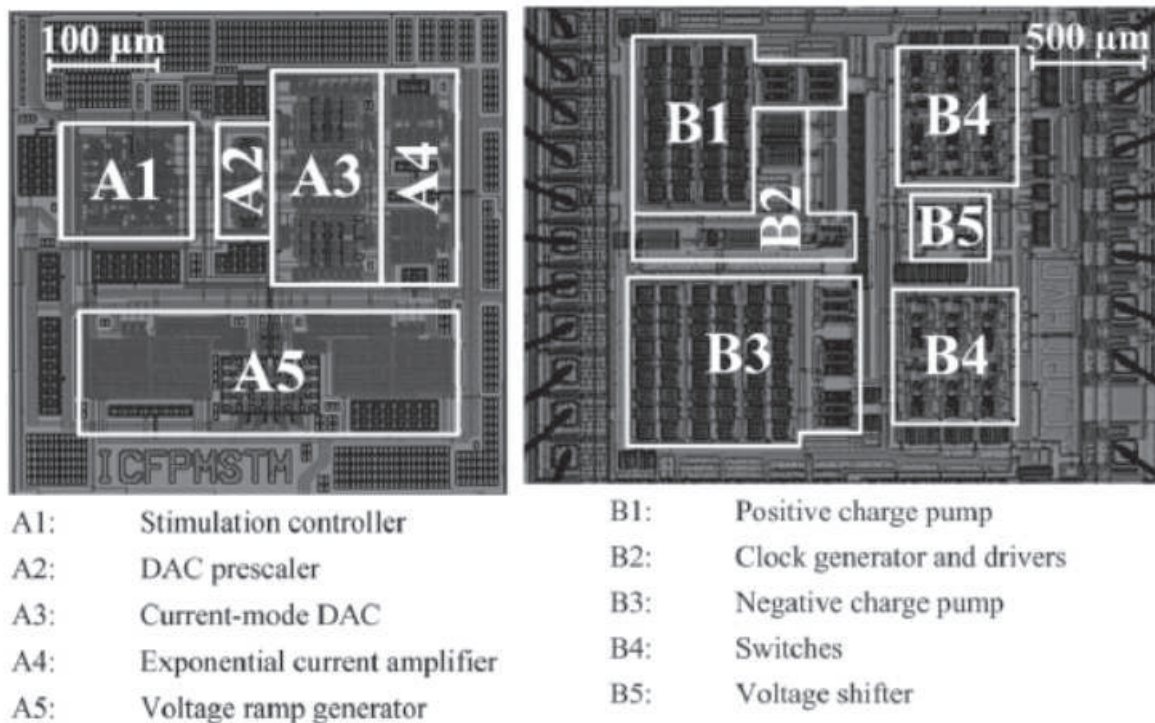 100 µm
A1
A2
A3
A4
A5
ICFPMSTM
500 µm
B1
B2
B3
B4
B5
B4
A1: Stimulation controller
A2: DAC prescaler
A3: Current-mode DAC
A4: Exponential current amplifier
A5: Voltage ramp generator
B1: Positive charge pump
B2: Clock generator and drivers
B3: Negative charge pump
B4: Switches
B5: Voltage shifter